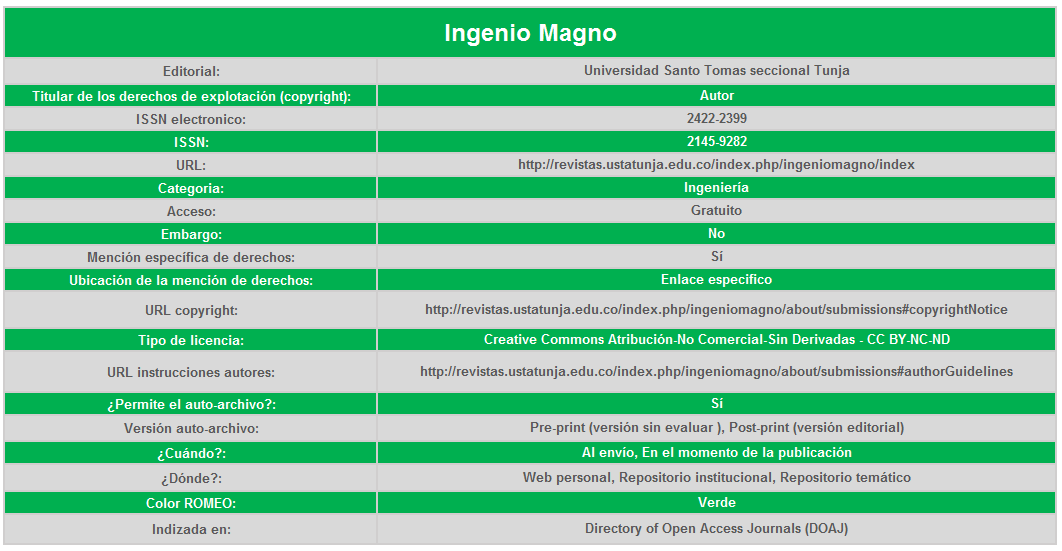 Ingenio Magno
Editorial: Universidad Santo Tomas seccional Tunja
Titular de los derechos de explotación (copyright): Autor
ISSN electronico: 2422-2399
ISSN: 2145-9282
URL: http://revistas.ustatunja.edu.co/index.php/ingeniomagno/index
Categoria: Ingeniería
Acceso: Gratuito
Embargo: No
Mención específica de derechos: Sí
Ubicación de la mención de derechos: Enlace específico
URL copyright: http://revistas.ustatunja.edu.co/index.php/ingeniomagno/about/submissions#copyrightNotice
Tipo de licencia: Creative Commons Atribución-No Comercial-Sin Derivadas - CC BY-NC-ND
URL instrucciones autores: http://revistas.ustatunja.edu.co/index.php/ingeniomagno/about/submissions#authorGuidelines
¿Permite el auto-archivo?: Sí
Versión auto-archivo: Pre-print (versión sin evaluar ), Post-print (versión editorial)
¿Cuándo?: Al envío, En el momento de la publicación
¿Dónde?: Web personal, Repositorio institucional, Repositorio temático
Color ROMEO: Verde
Indizada en: Directory of Open Access Journals (DOAJ)